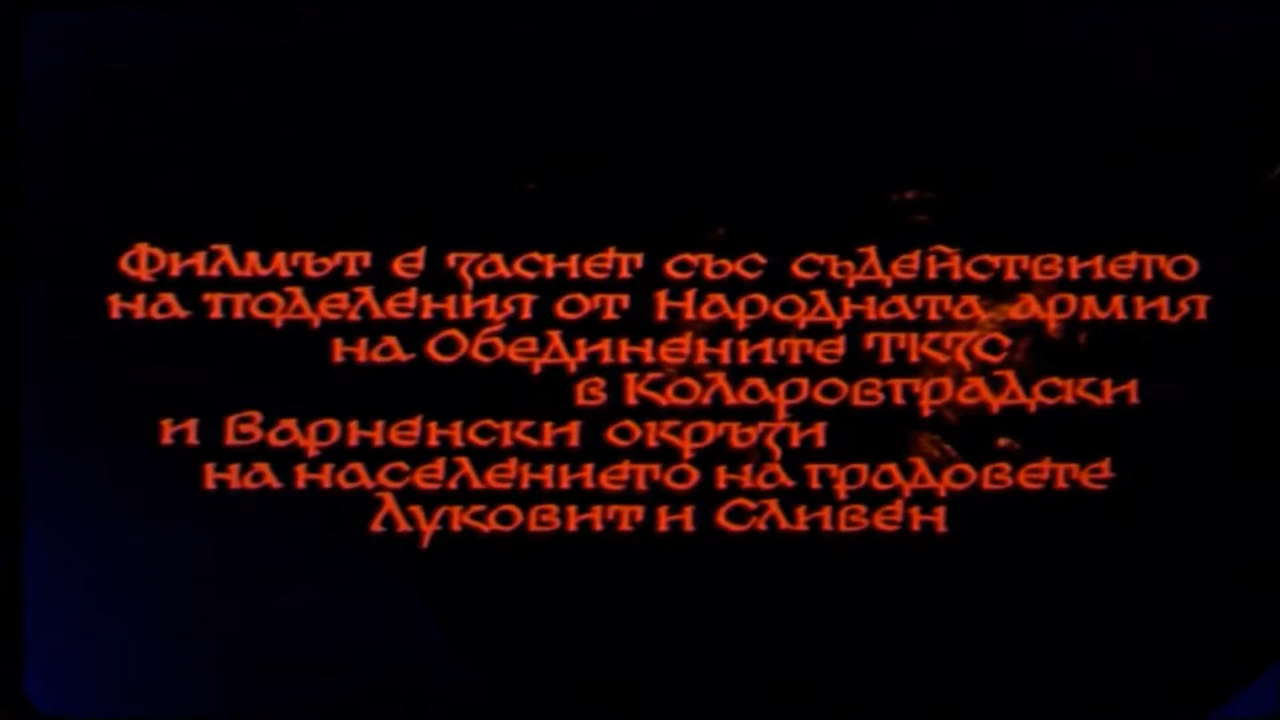 Филмът е заснет със съдействието
на поделения от Народната армия
на Обединените ТКЗС
в Коларовтрадски
и Варненски окръзи
на населението на градовете
Луковит и Сливен